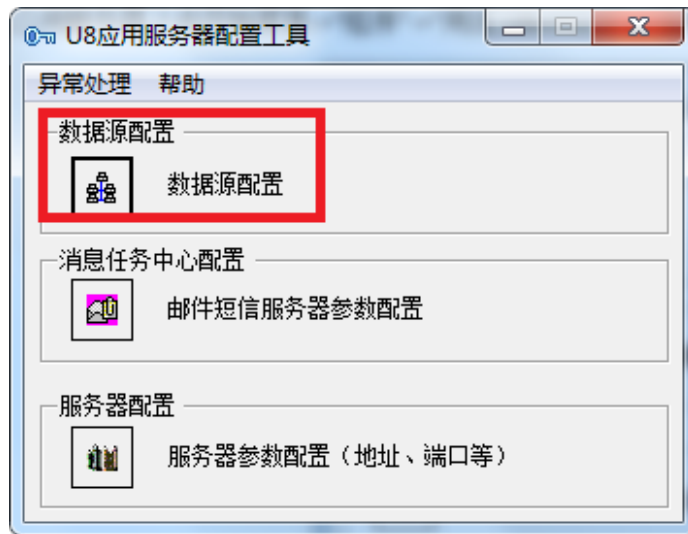 U8应用服务器配置工具
异常处理 帮助
数据源配置
数据源配置
消息任务中心配置
邮件短信服务器参数配置
服务器配置
服务器参数配置（地址、端口等）